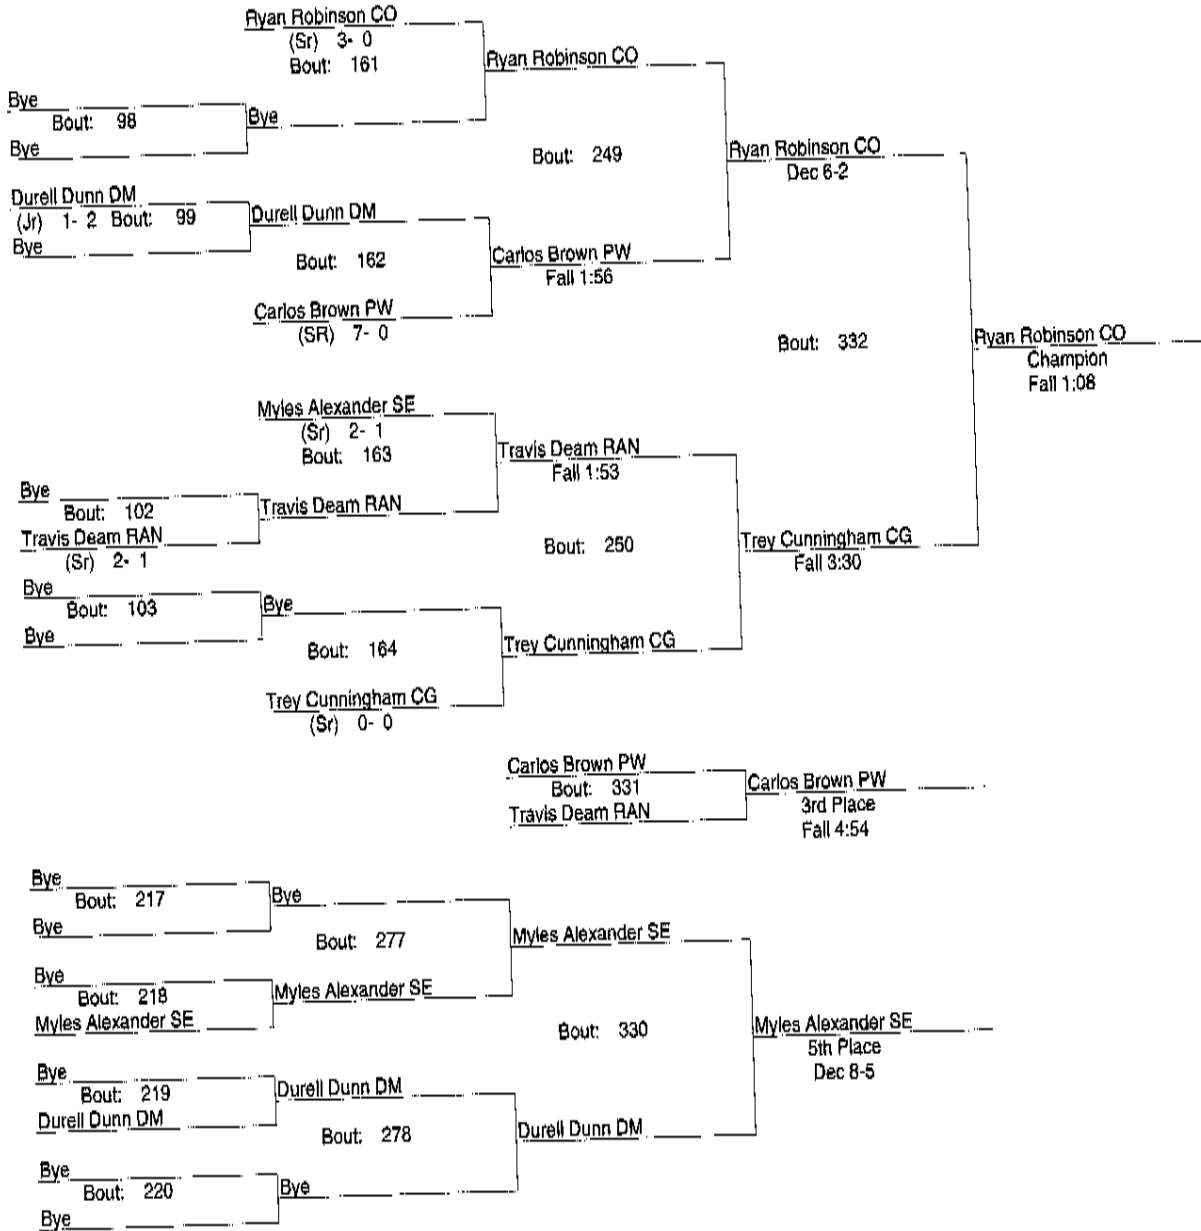 Ryan Robinson CO
(Sr) 3- 0
Bout: 161
Ryan Robinson CO
Bye
Bout: 98
Bye
Bye
Bout: 249
Ryan Robinson CO
Dec 6-2
Durell Dunn DM
(Jr) 1- 2 Bout: 99
Durell Dunn DM
Bye
Bout: 162
Carlos Brown PW
Fall 1:56
Carlos Brown PW
(SR) 7- 0
Bout: 332
Ryan Robinson CO
Champion
Fall 1:08
Myles Alexander SE
(Sr) 2- 1
Bout: 163
Travis Deam RAN
Fall 1:53
Bye
Bout: 102
Travis Deam RAN
Travis Deam RAN
(Sr) 2- 1
Bout: 250
Trey Cunningham CG
Fall 3:30
Bye
Bout: 103
Bye
Bye
Bout: 164
Trey Cunningham CG
Trey Cunningham CG
(Sr) 0- 0
Carlos Brown PW
Bout: 331
Travis Deam RAN
Carlos Brown PW
3rd Place
Fall 4:54
Bye
Bout: 217
Bye
Bye
Bout: 277
Myles Alexander SE
Bye
Bout: 218
Myles Alexander SE
Myles Alexander SE
Bout: 330
Myles Alexander SE
5th Place
Dec 8-5
Bye
Bout: 219
Durell Dunn DM
Durell Dunn DM
Bout: 278
Durell Dunn DM
Bye
Bout: 220
Bye
Bye